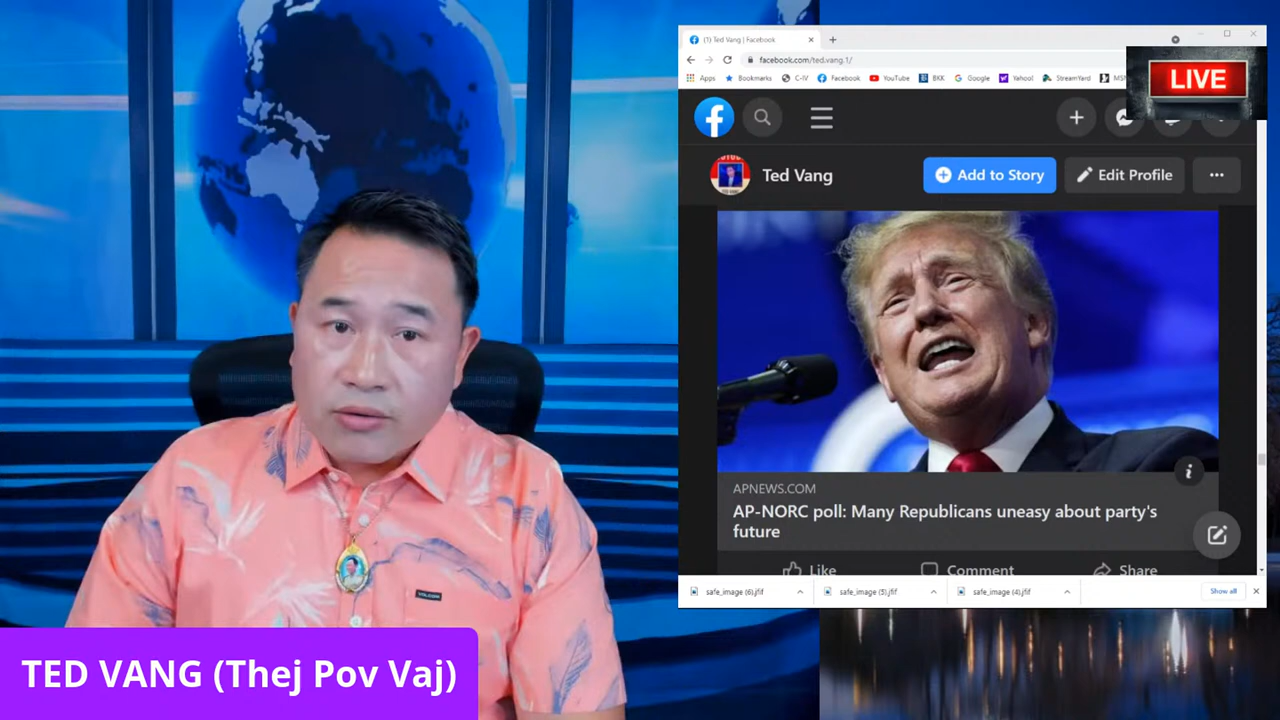 (1) Ted Vang | Facebook
facebook.com/ted.vang.1/
Apps
Bookmarks
C-IV
Facebook
YouTube
BKK
Google
Yahoo!
StreamYard
LIVE
Ted Vang
Add to Story
Edit Profile
APNEWS.COM
AP-NORC poll: Many Republicans uneasy about party's
future
Like
Comment
Share
safe_image (6).jfif
safe_image (5).jfif
safe_image (4).jfif
Show all
TED VANG (Thej Pov Vaj)